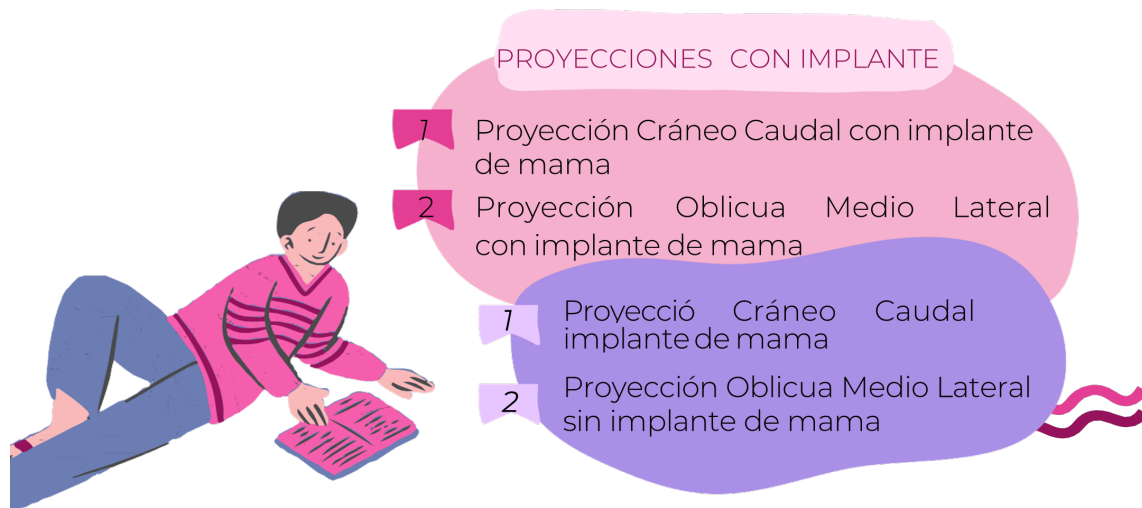 PROYECCIONES CON IMPLANTE
1 Proyección Cráneo Caudal con implante
de mama
2 Proyección Oblicua Medio Lateral
con implante de mama
1 Proyecció Cráneo Caudal
implante de mama
2 Proyección Oblicua Medio Lateral
sin implante de mama